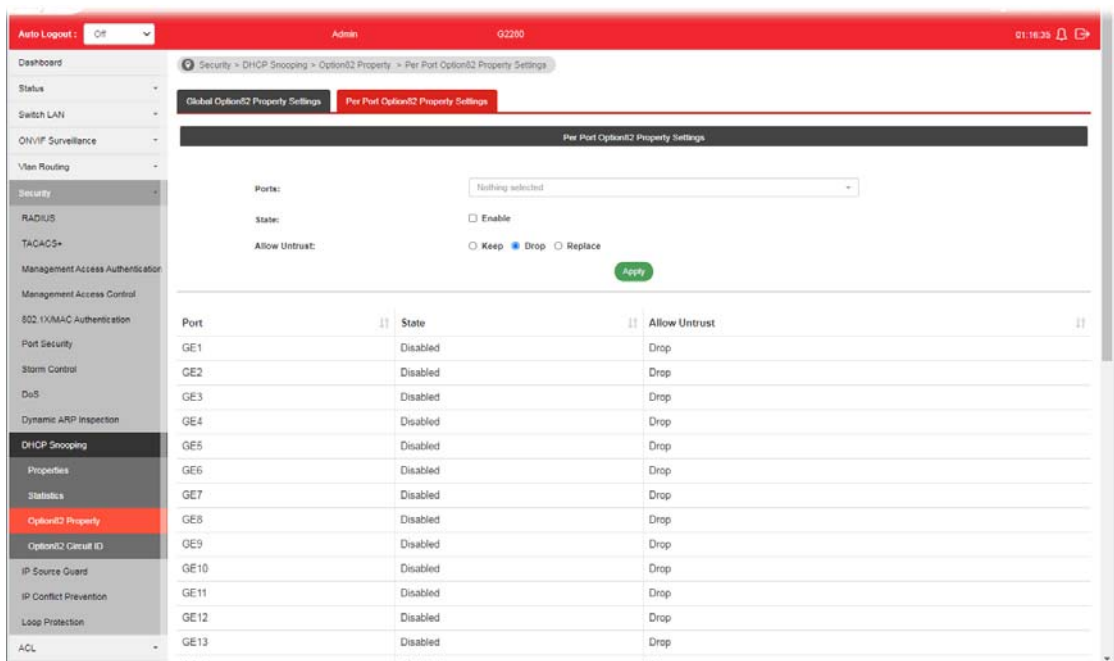 Auto Logout : Off Admin G2280 01:16:35
Dashboard
Status
Switch LAN
ONVIF Surveillance
Vlan Routing
Security
RADIUS
TACACS+
Management Access Authentication
Management Access Control
802.1X/MAC Authentication
Port Security
Storm Control
DoS
Dynamic ARP Inspection
DHCP Snooping
Properties
Statistics
Option82 Property
Option82 Circuit ID
IP Source Guard
IP Conflict Prevention
Loop Protection
ACL
Security > DHCP Snooping > Option82 Property > Per Port Option82 Property Settings
Global Option82 Property Settings Per Port Option82 Property Settings
Per Port Option82 Property Settings
Ports: Nothing selected
State: Enable
Allow Untrust: Keep Drop Replace
Apply
Port State Allow Untrust
GE1 Disabled Drop
GE2 Disabled Drop
GE3 Disabled Drop
GE4 Disabled Drop
GE5 Disabled Drop
GE6 Disabled Drop
GE7 Disabled Drop
GE8 Disabled Drop
GE9 Disabled Drop
GE10 Disabled Drop
GE11 Disabled Drop
GE12 Disabled Drop
GE13 Disabled Drop